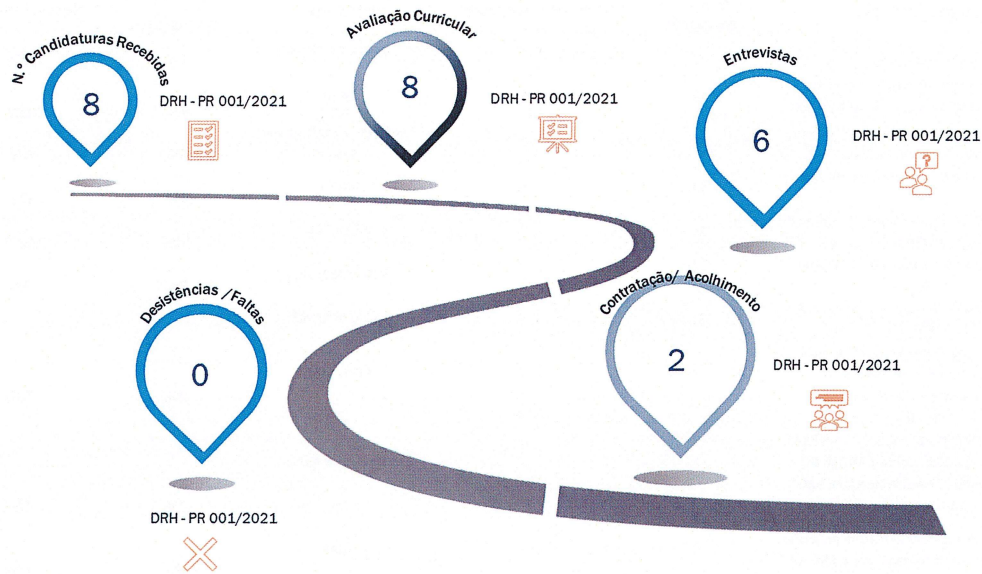 N.º Candidaturas Recebidas
8
DRH - PR 001/2021
Avaliação Curricular
8
DRH - PR 001/2021
Entrevistas
6
DRH - PR 001/2021
?
Desistências /Faltas
0
DRH - PR 001/2021
Contratação/ Acolhimento
2
DRH - PR 001/2021